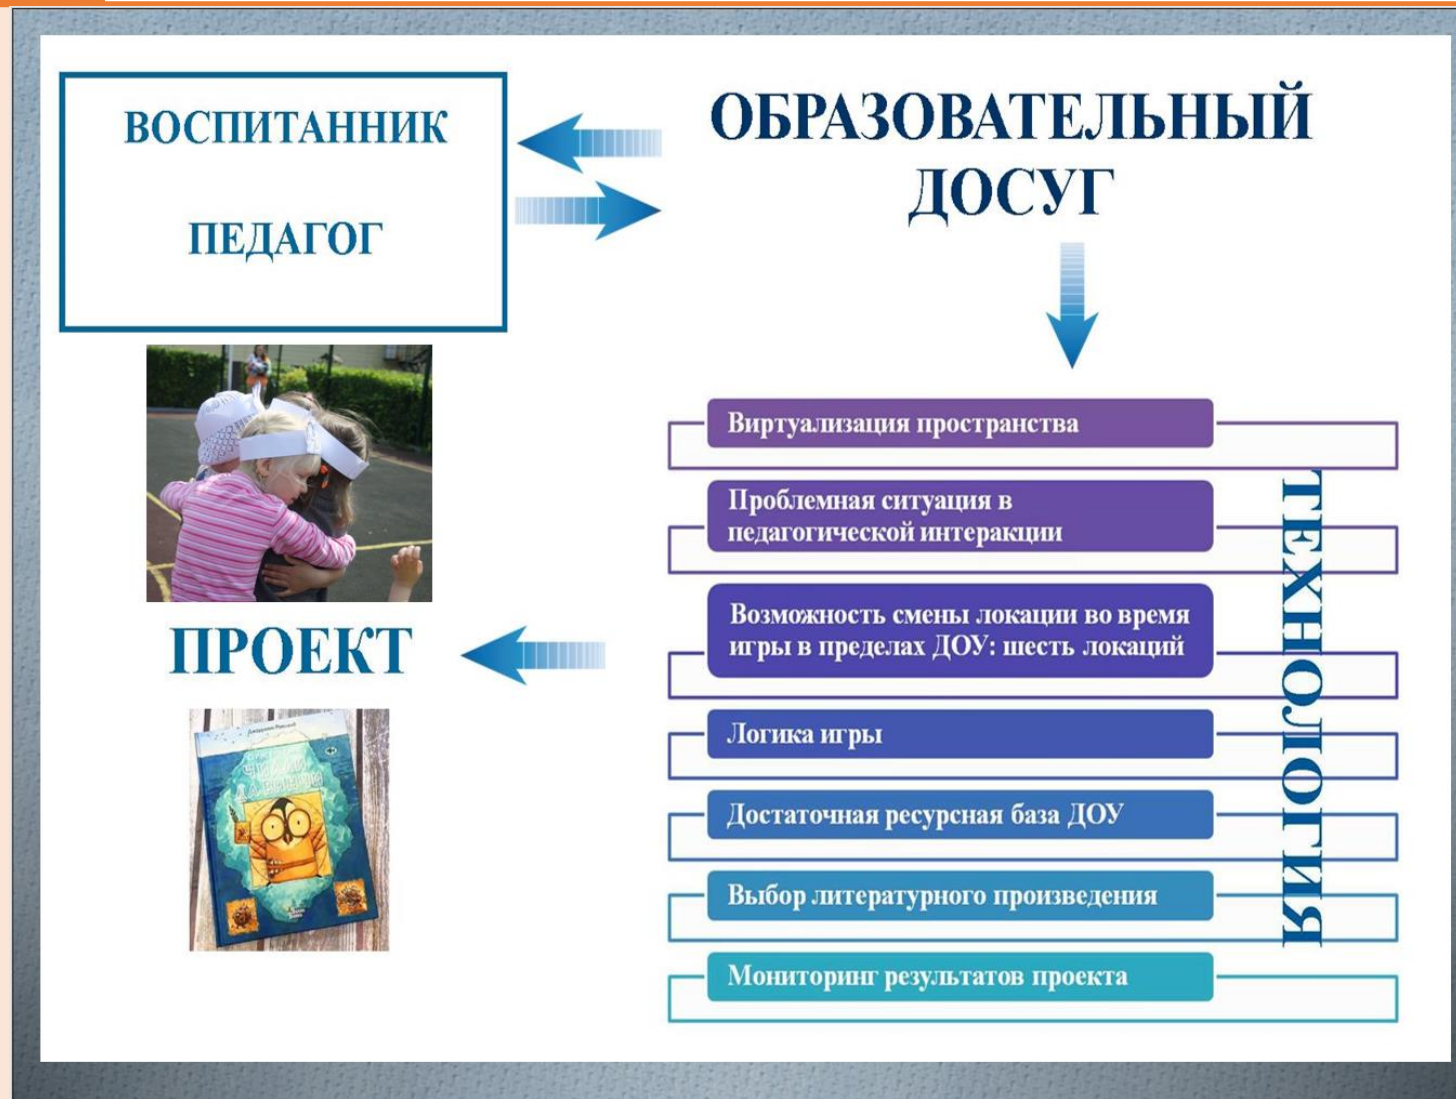 ВОСПИТАННИК
ПЕДАГОГ
ОБРАЗОВАТЕЛЬНЫЙ
ДОСУГ
Виртуализация пространства
Проблемная ситуация в
педагогической интеракции
Возможность смены локации во время
игры в пределах ДОУ: шесть локаций
Логика игры
Достаточная ресурсная база ДОУ
Выбор литературного произведения
Мониторинг результатов проекта
ТЕХНОЛОГИЯ
ПРОЕКТ